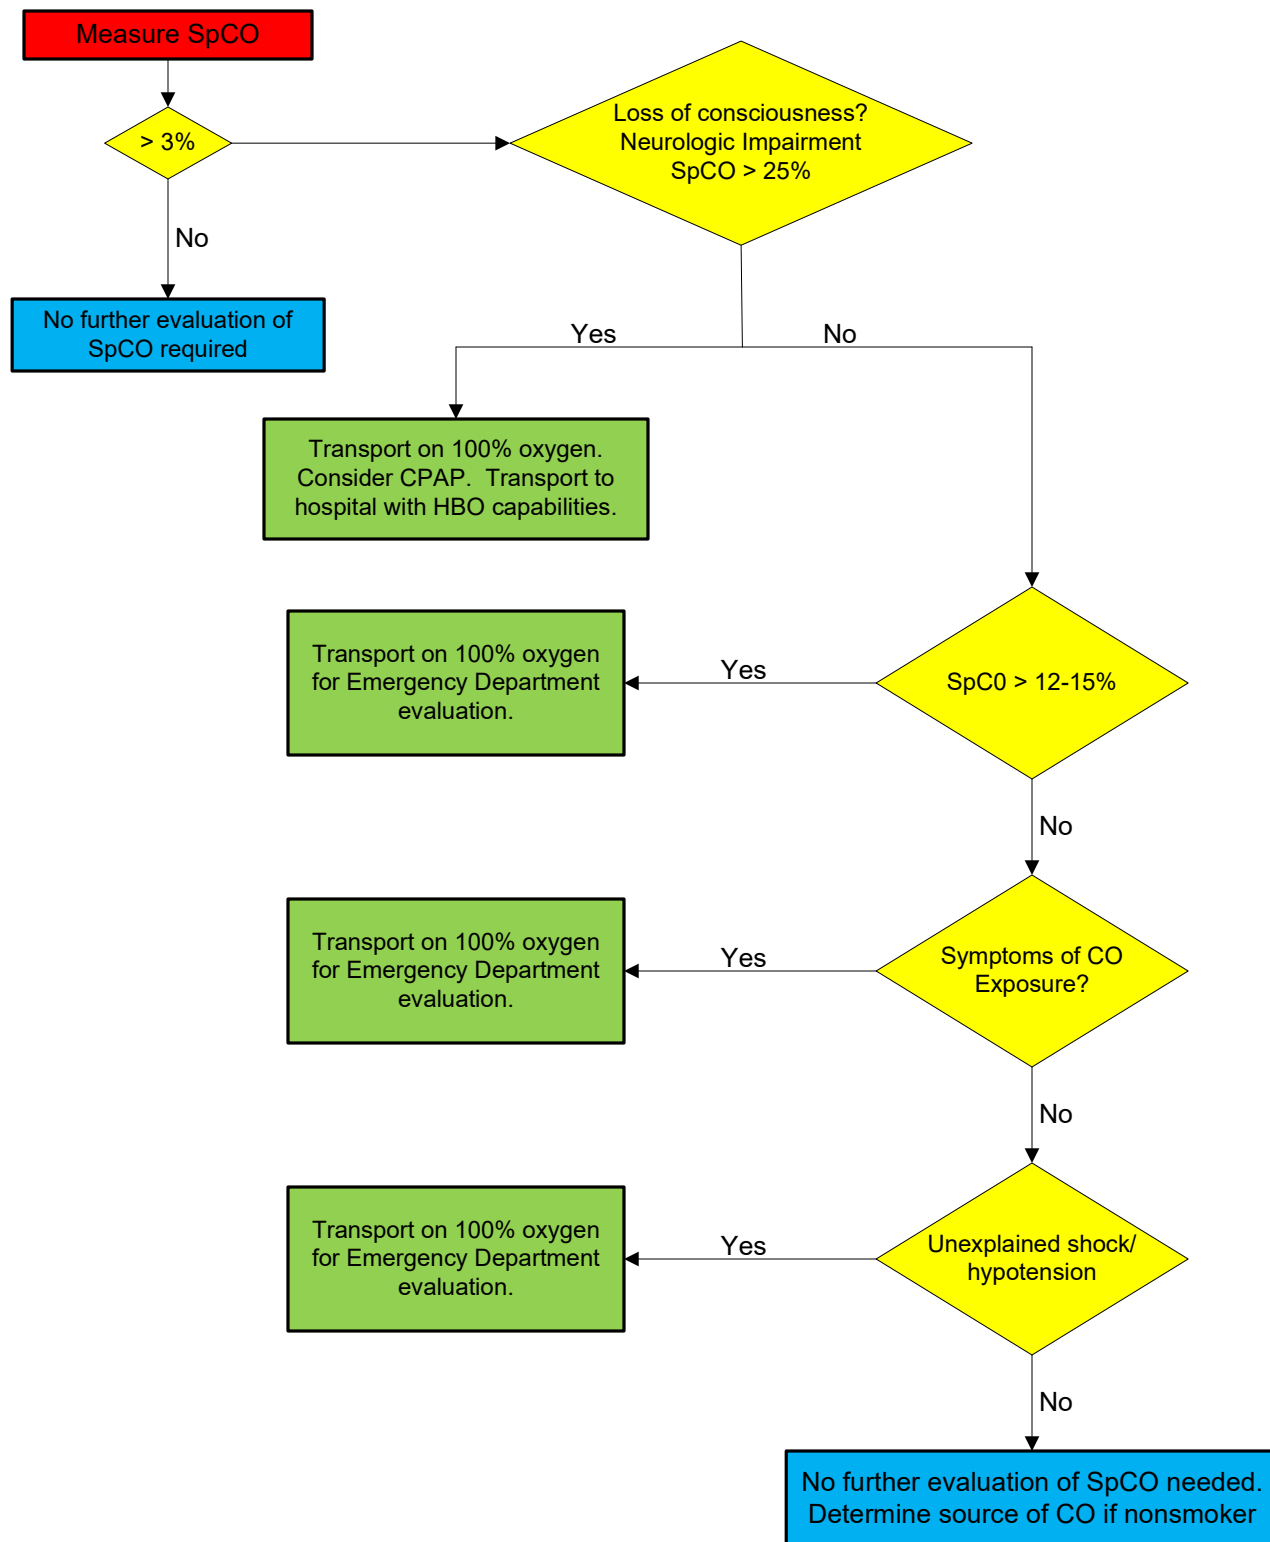 Measure SpCO
> 3%
Loss of consciousness?
Neurologic Impairment
SpCO > 25%
No
No further evaluation of
SpCO required
Yes
No
Transport on 100% oxygen.
Consider CPAP.  Transport to
hospital with HBO capabilities.
Transport on 100% oxygen
for Emergency Department
evaluation.
Yes
SpC0 > 12-15%
No
Transport on 100% oxygen
for Emergency Department
evaluation.
Yes
Symptoms of CO
Exposure?
No
Transport on 100% oxygen
for Emergency Department
evaluation.
Yes
Unexplained shock/
hypotension
No
No further evaluation of SpCO needed.
Determine source of CO if nonsmoker